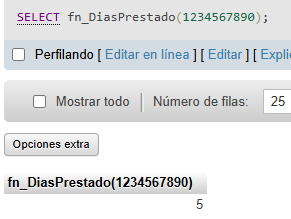 SELECT fn_DiasPrestado(1234567890);
Perfilando [ Editar en línea ] [ Editar ] [ Explic
Mostrar todo Número de filas: 25
Opciones extra
fn_DiasPrestado(1234567890)
5